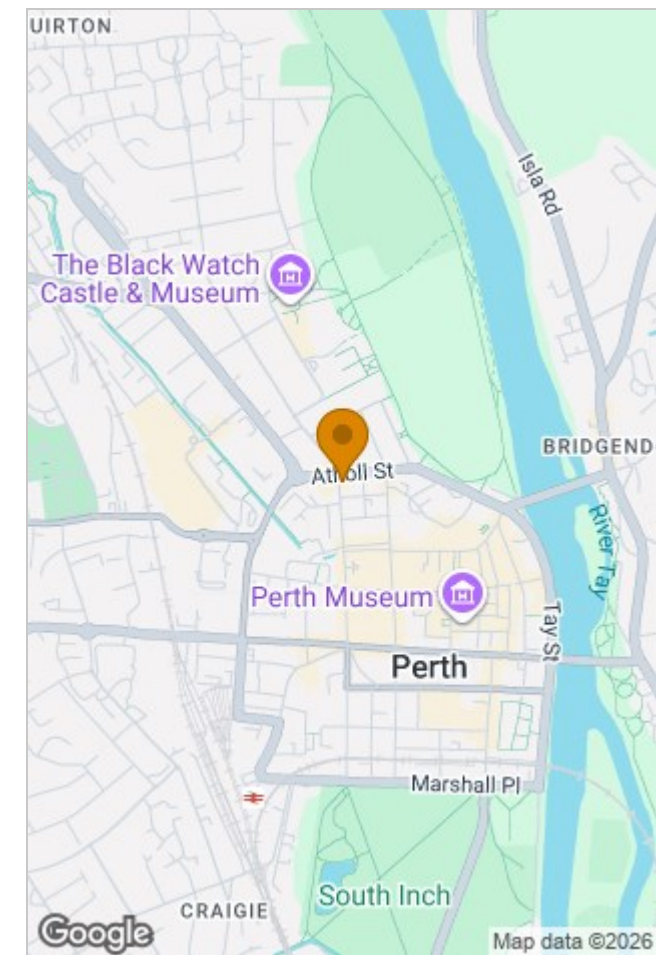 UIRTON
Isla Rd
The Black Watch
Castle & Museum
BRIDGEND
Atholl St
River Tay
Perth Museum
Tay St
Perth
Marshall Pl
South Inch
CRAIGIE
Google
Map data ©2026